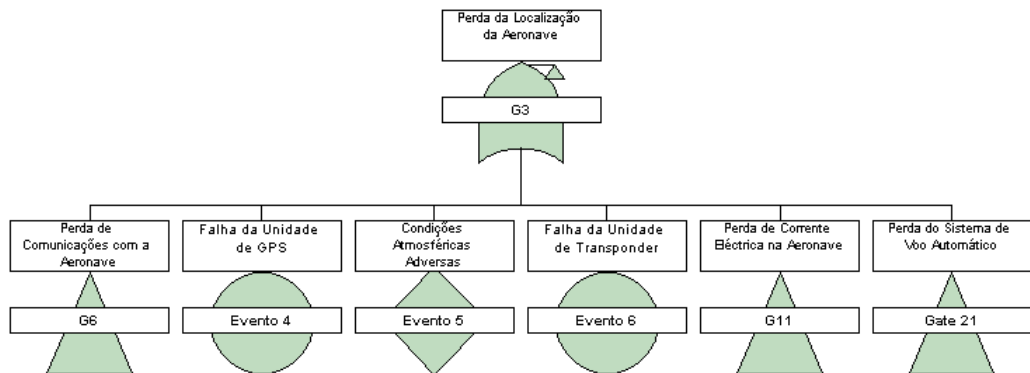 Perda da Localização
da Aeronave
G3
Perda de
Comunicações com a
Aeronave
Falha da Unidade
de GPS
Condições
Atmosféricas
Adversas
Falha da Unidade
de Transponder
Perda de Corrente
Eléctrica na Aeronave
Perda do Sistema de
Voo Automático
G6
Evento 4
Evento 5
Evento 6
G11
Gate 21